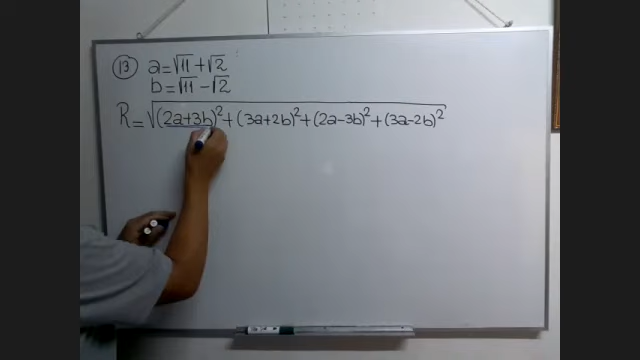 13 a=√11+√2
b=√11−√2
R=√(2a+3b)²+(3a+2b)²+(2a−3b)²+(3a−2b)²